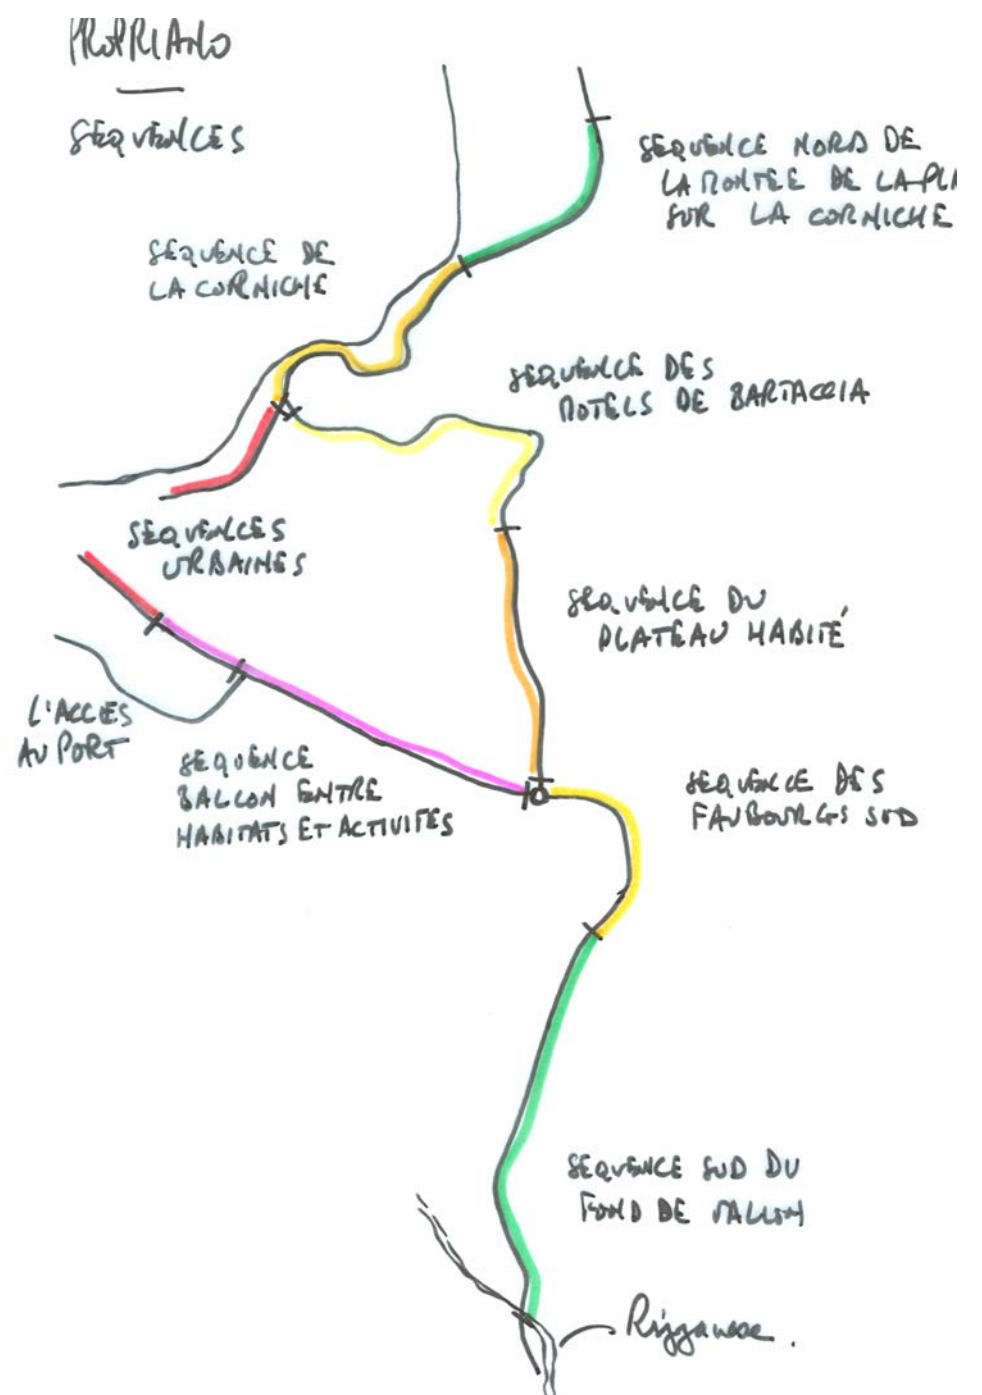 PROPRIANO
SEQUENCES
SEQUENCE NORD DE
LA MONTEE DE LA PLA
SUR LA CORNICHE
SEQUENCE DE
LA CORNICHE
SEQUENCE DES
MOTELS DE BARTACCIA
SEQUENCES
URBAINES
SEQUENCE DU
PLATEAU HABITÉ
L'ACCES
AU PORT
SEQUENCE
BALCON ENTRE
HABITATS ET ACTIVITES
SEQUENCE DES
FAUBOURGS SUD
SEQUENCE SUD DU
FOND DE VALLON
Rizzanese.